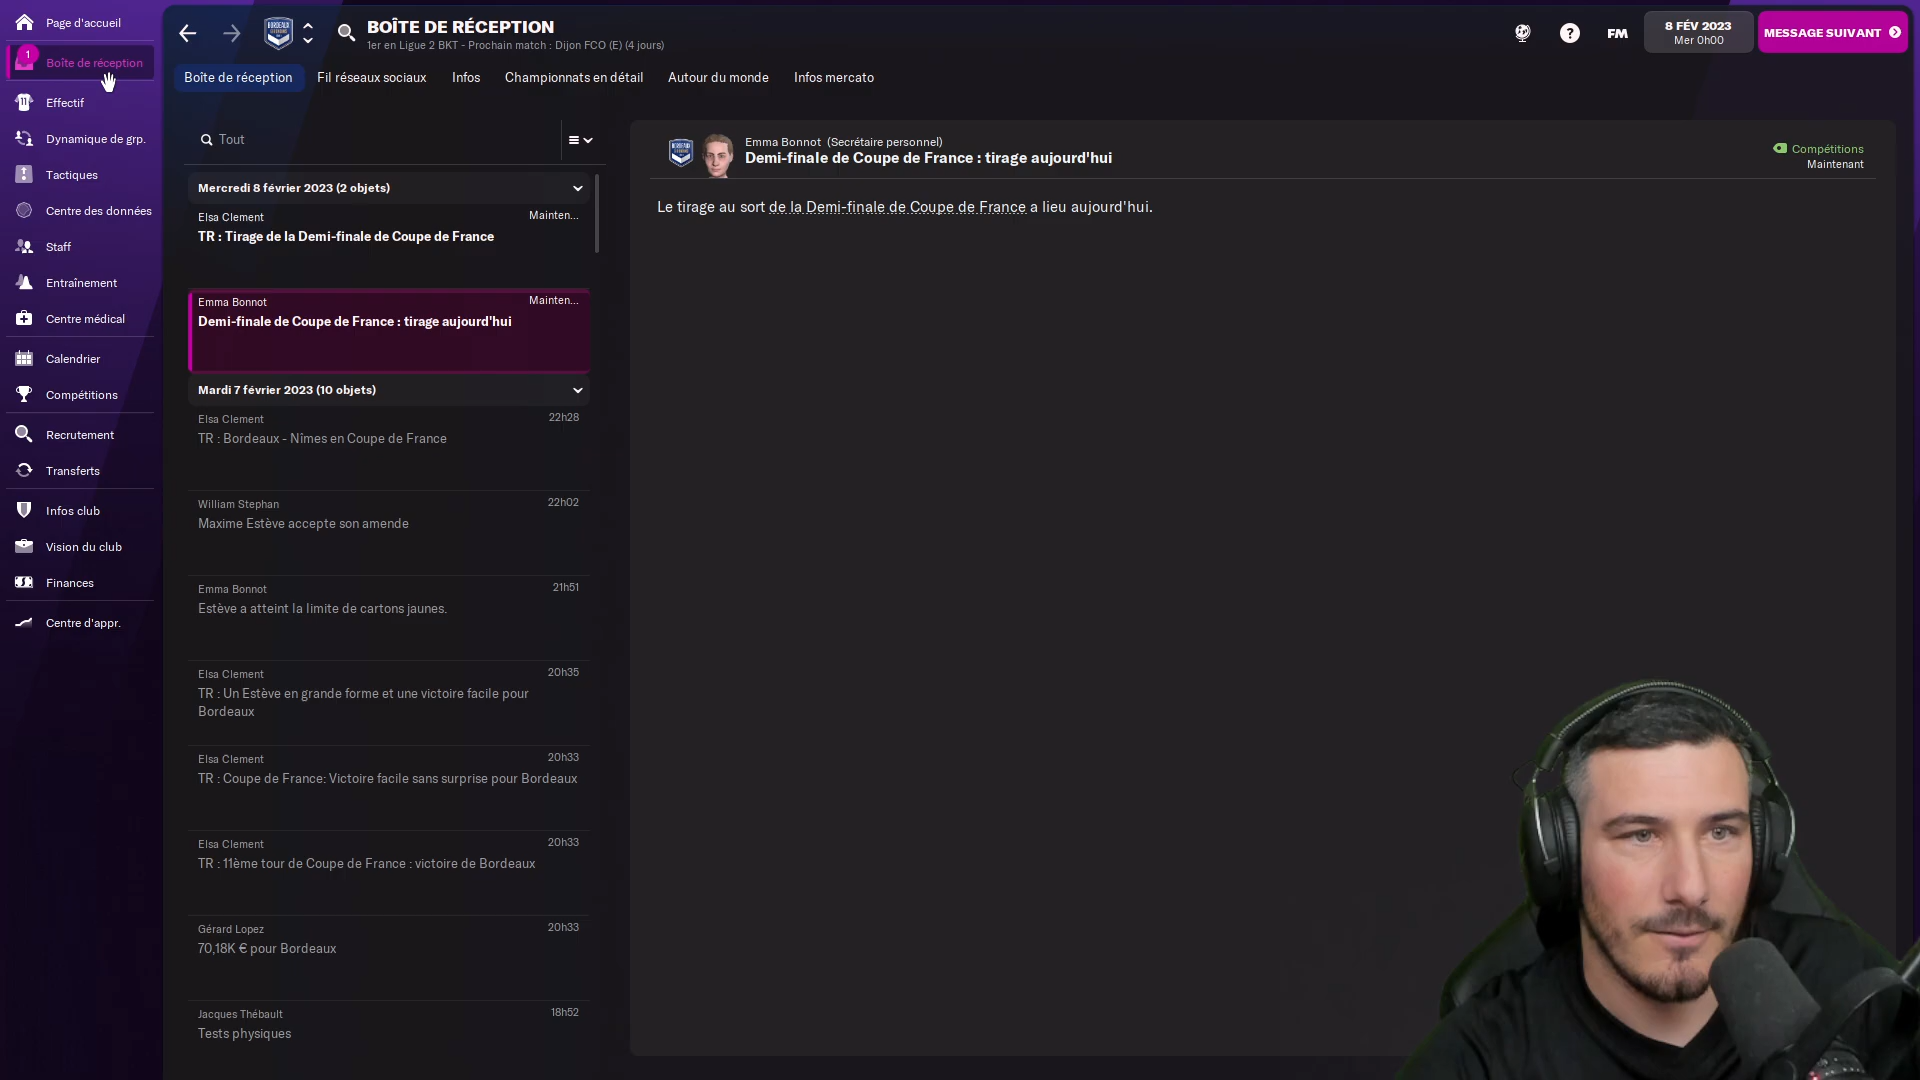 Page d'accueil
1
Boîte de réception
Effectif
Dynamique de grp.
Tactiques
Centre des données
Staff
Entraînement
Centre médical
Calendrier
Compétitions
Recrutement
Transferts
Infos club
Vision du club
Finances
Centre d'appr.
BOÎTE DE RÉCEPTION
1er en Ligue 2 BKT - Prochain match : Dijon FCO (E) (4 jours)
?
FM
8 FÉV 2023
Mer 0h00
MESSAGE SUIVANT
Boîte de réception
Fil réseaux sociaux
Infos
Championnats en détail
Autour du monde
Infos mercato
Tout
Mercredi 8 février 2023 (2 objets)
Elsa Clement
Mainten...
TR : Tirage de la Demi-finale de Coupe de France
Emma Bonnot
Mainten...
Demi-finale de Coupe de France : tirage aujourd'hui
Mardi 7 février 2023 (10 objets)
Elsa Clement
22h28
TR : Bordeaux - Nîmes en Coupe de France
William Stephan
22h02
Maxime Estève accepte son amende
Emma Bonnot
21h51
Estève a atteint la limite de cartons jaunes.
Elsa Clement
20h35
TR : Un Estève en grande forme et une victoire facile pour
Bordeaux
Elsa Clement
20h33
TR : Coupe de France: Victoire facile sans surprise pour Bordeaux
Elsa Clement
20h33
TR : 11ème tour de Coupe de France : victoire de Bordeaux
Gérard Lopez
20h33
70,18K € pour Bordeaux
Jacques Thébault
18h52
Tests physiques
Emma Bonnot (Secrétaire personnel)
Demi-finale de Coupe de France : tirage aujourd'hui
Compétitions
Maintenant
Le tirage au sort de la Demi-finale de Coupe de France a lieu aujourd'hui.